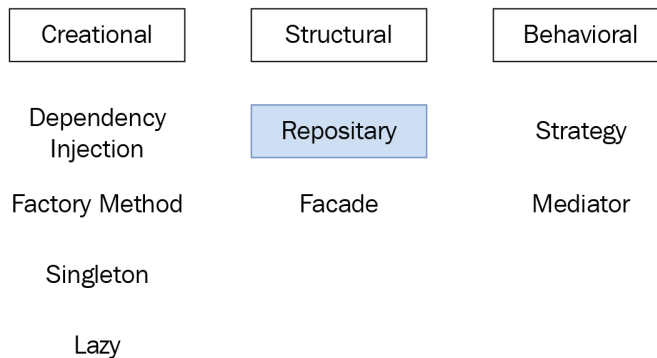 Creational
Structural
Behavioral
Dependency
Injection
Repositary
Strategy
Factory Method
Facade
Mediator
Singleton
Lazy